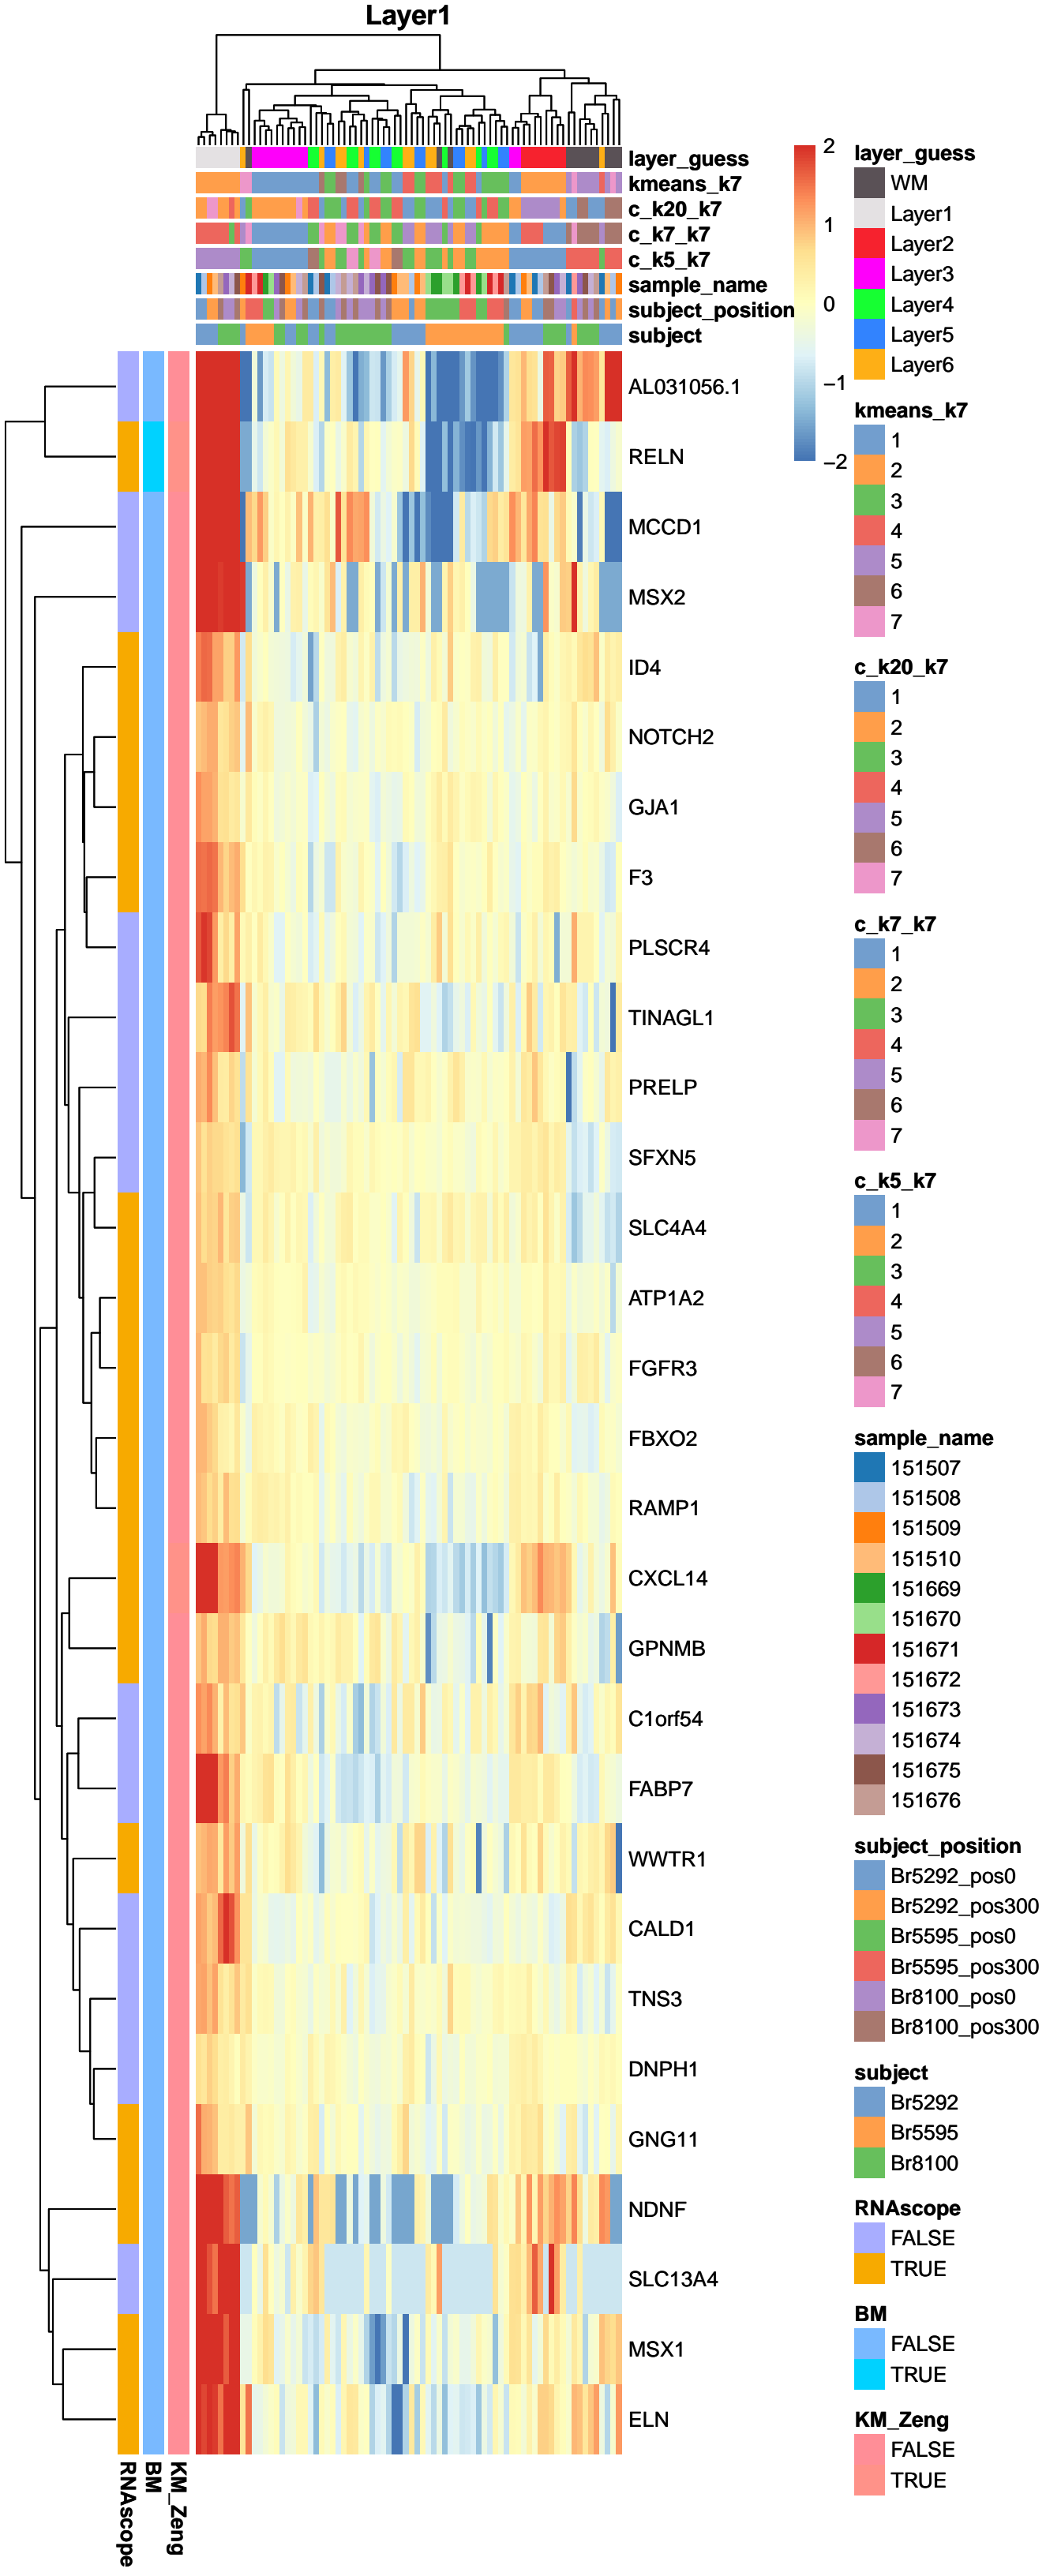 Layer1
layer_guess
kmeans_k7
c_k20_k7
c_k7_k7
c_k5_k7
sample_name
subject_position
subject
AL031056.1
RELN
MCCD1
MSX2
ID4
NOTCH2
GJA1
F3
PLSCR4
TINAGL1
PRELP
SFXN5
SLC4A4
ATP1A2
FGFR3
FBXO2
RAMP1
CXCL14
GPNMB
C1orf54
FABP7
WWTR1
CALD1
TNS3
DNPH1
GNG11
NDNF
SLC13A4
MSX1
ELN
RNAscope
BM
KM_Zeng
2
1
0
−1
−2
layer_guess
WM
Layer1
Layer2
Layer3
Layer4
Layer5
Layer6
kmeans_k7
1
2
3
4
5
6
7
c_k20_k7
1
2
3
4
5
6
7
c_k7_k7
1
2
3
4
5
6
7
c_k5_k7
1
2
3
4
5
6
7
sample_name
151507
151508
151509
151510
151669
151670
151671
151672
151673
151674
151675
151676
subject_position
Br5292_pos0
Br5292_pos300
Br5595_pos0
Br5595_pos300
Br8100_pos0
Br8100_pos300
subject
Br5292
Br5595
Br8100
RNAscope
FALSE
TRUE
BM
FALSE
TRUE
KM_Zeng
FALSE
TRUE